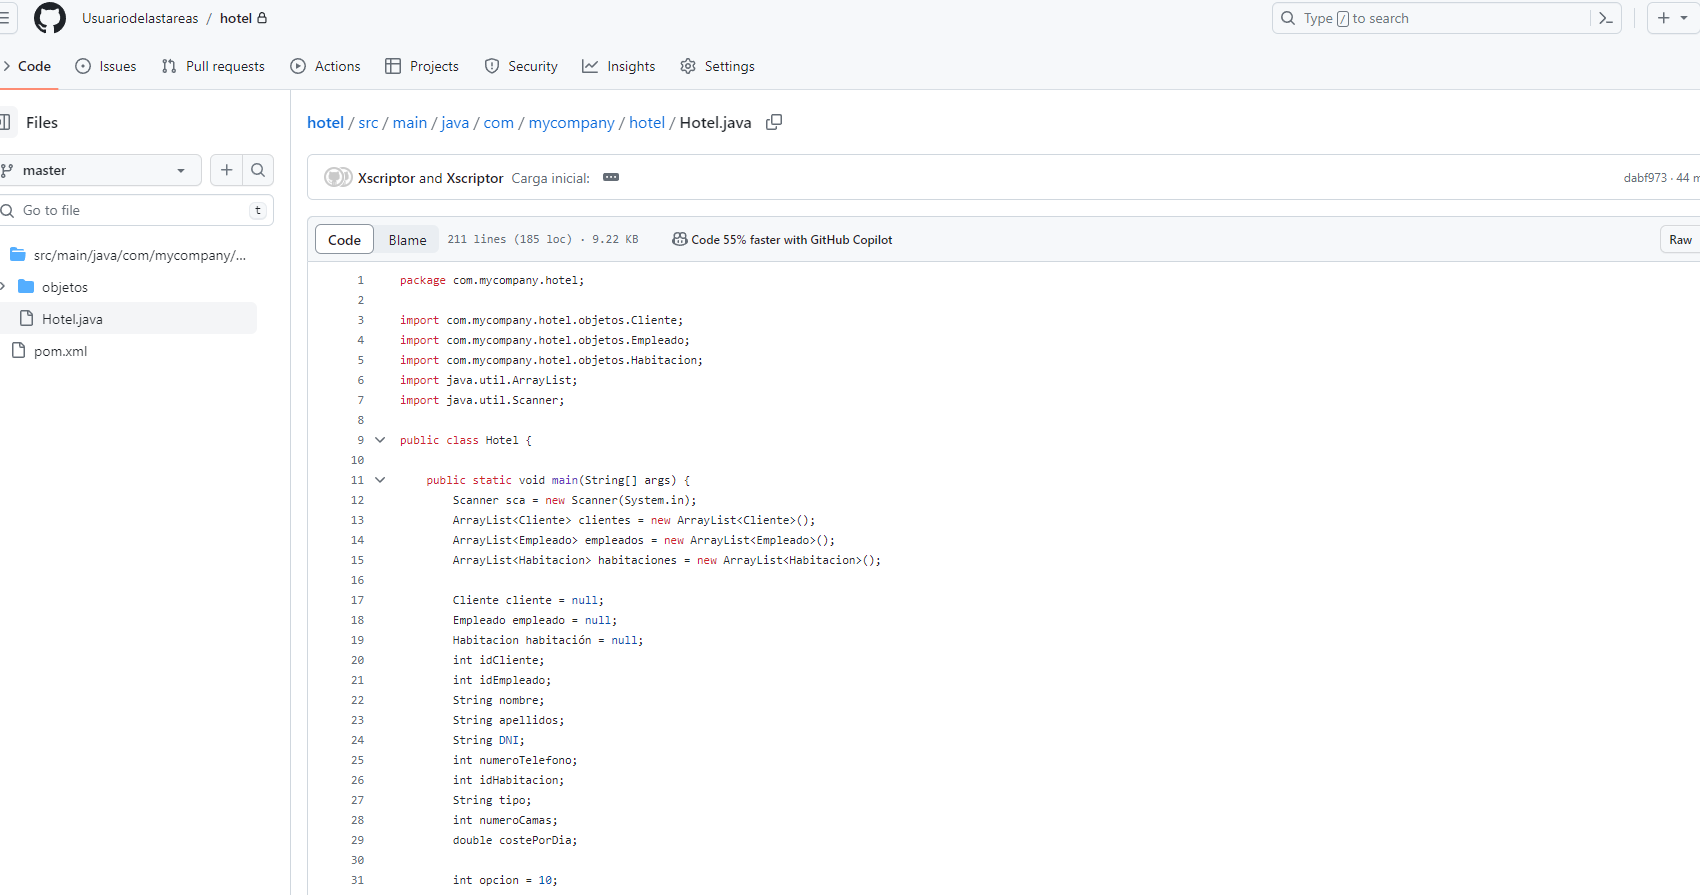 Usuariodelastareas / hotel
Type / to search
Code
Issues
Pull requests
Actions
Projects
Security
Insights
Settings
Files
master
Go to file
t
src/main/java/com/mycompany/...
objetos
Hotel.java
pom.xml
hotel / src / main / java / com / mycompany / hotel / Hotel.java
Xscriptor and Xscriptor Carga inicial:
dabf973 · 44 m
Code
Blame
211 lines (185 loc) · 9.22 KB
Code 55% faster with GitHub Copilot
Raw
1 package com.mycompany.hotel;
2
3 import com.mycompany.hotel.objetos.Cliente;
4 import com.mycompany.hotel.objetos.Empleado;
5 import com.mycompany.hotel.objetos.Habitacion;
6 import java.util.ArrayList;
7 import java.util.Scanner;
8
9 public class Hotel {
10
11 public static void main(String[] args) {
12 Scanner sca = new Scanner(System.in);
13 ArrayList<Cliente> clientes = new ArrayList<Cliente>();
14 ArrayList<Empleado> empleados = new ArrayList<Empleado>();
15 ArrayList<Habitacion> habitaciones = new ArrayList<Habitacion>();
16
17 Cliente cliente = null;
18 Empleado empleado = null;
19 Habitacion habitación = null;
20 int idCliente;
21 int idEmpleado;
22 String nombre;
23 String apellidos;
24 String DNI;
25 int numeroTelefono;
26 int idHabitacion;
27 String tipo;
28 int numeroCamas;
29 double costePorDia;
30
31 int opcion = 10;